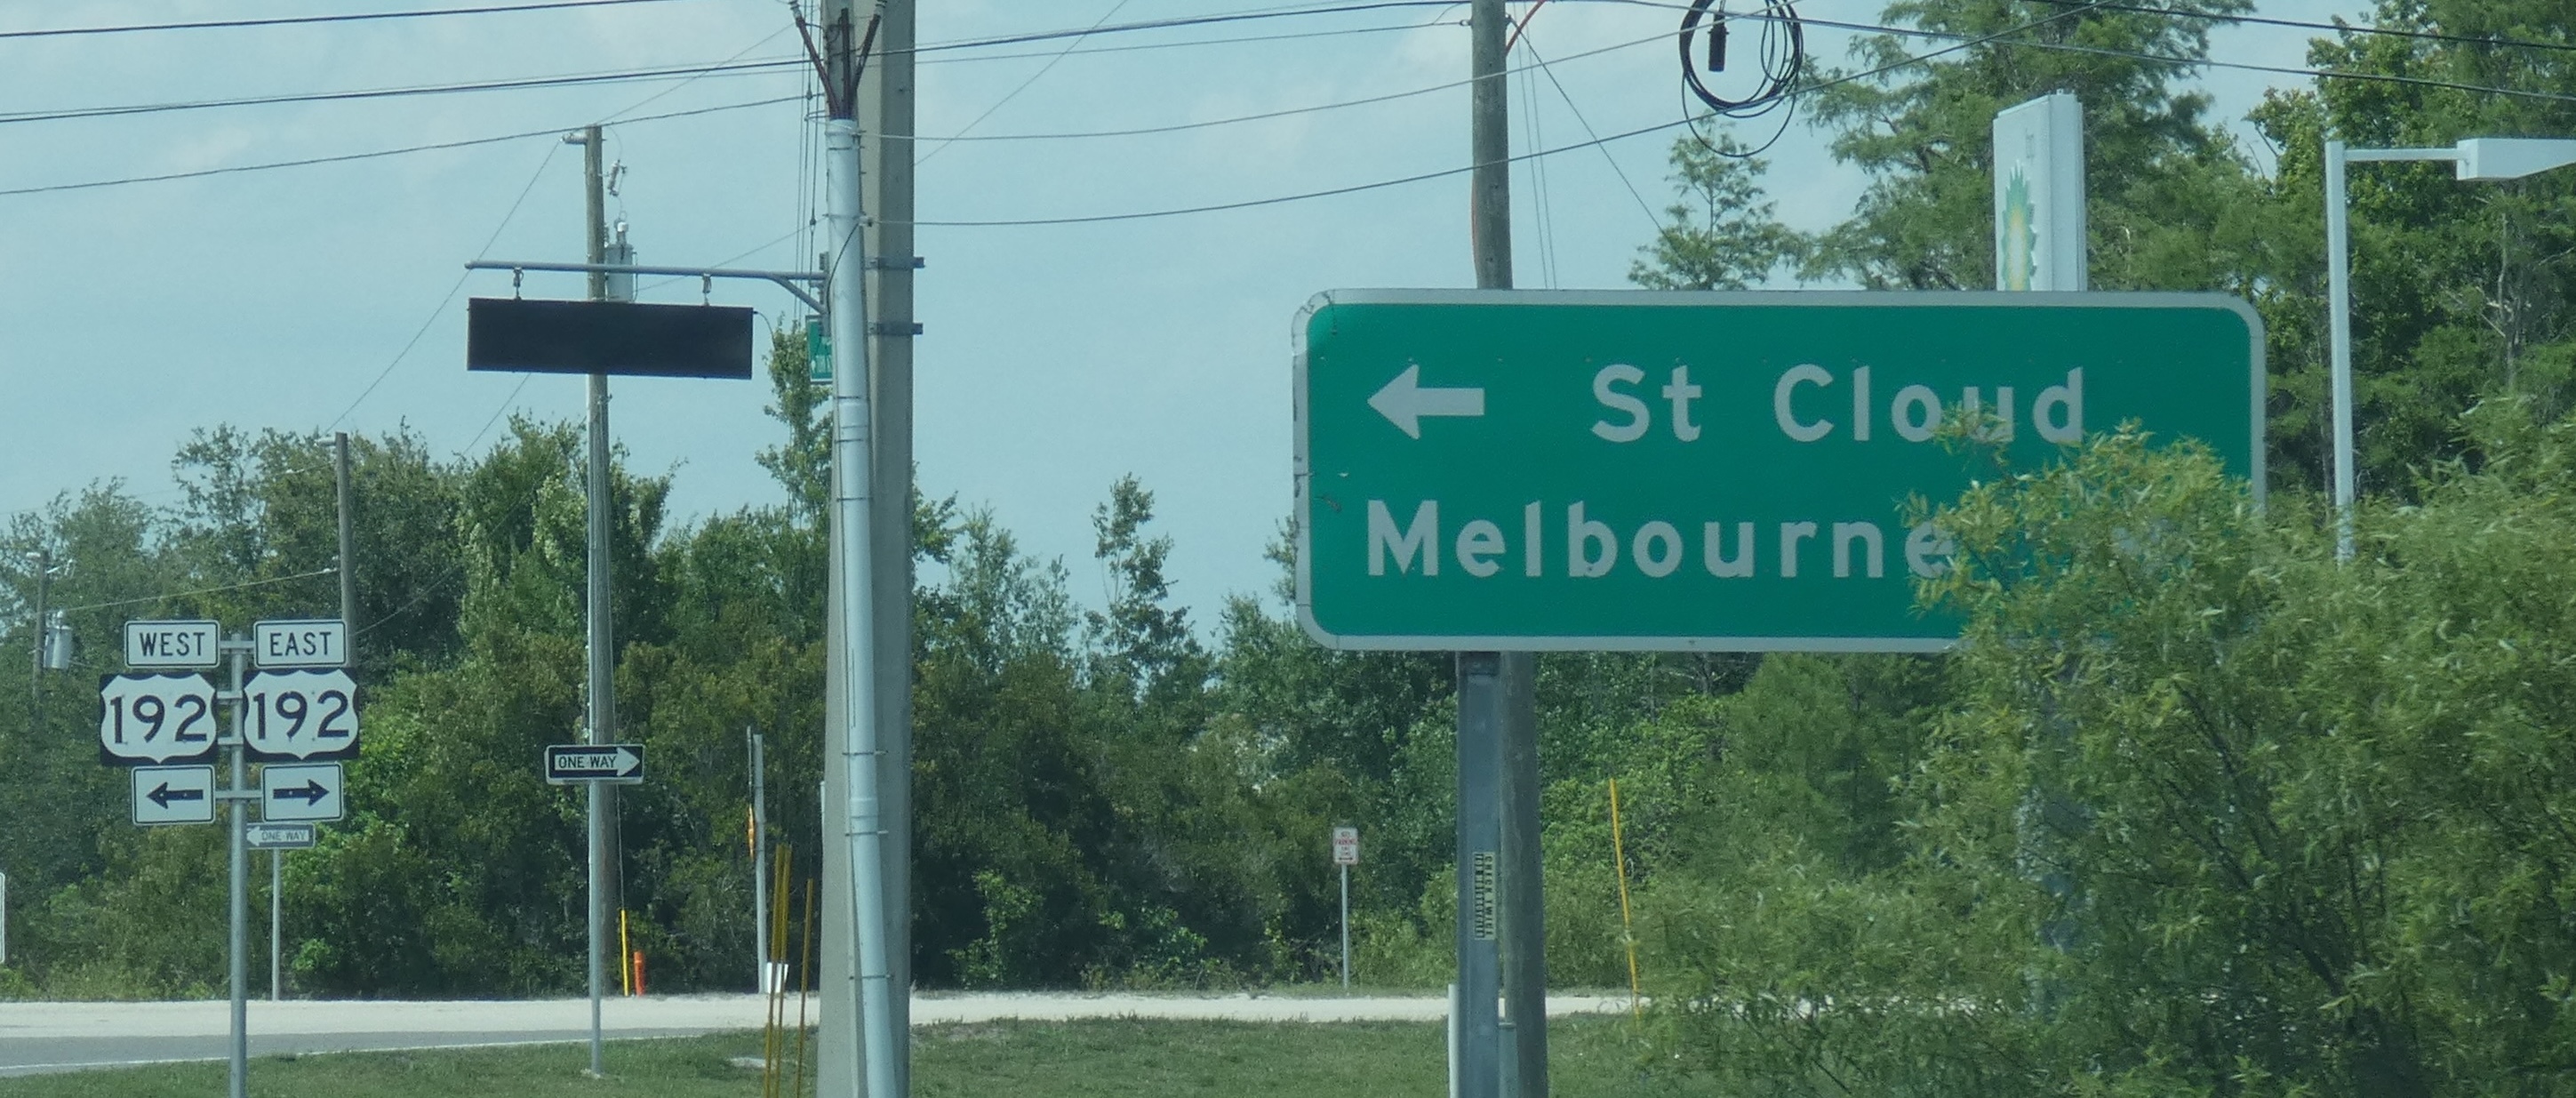 St Cloud
Melbourne
WEST
EAST
192
192
ONE WAY
ONE WAY